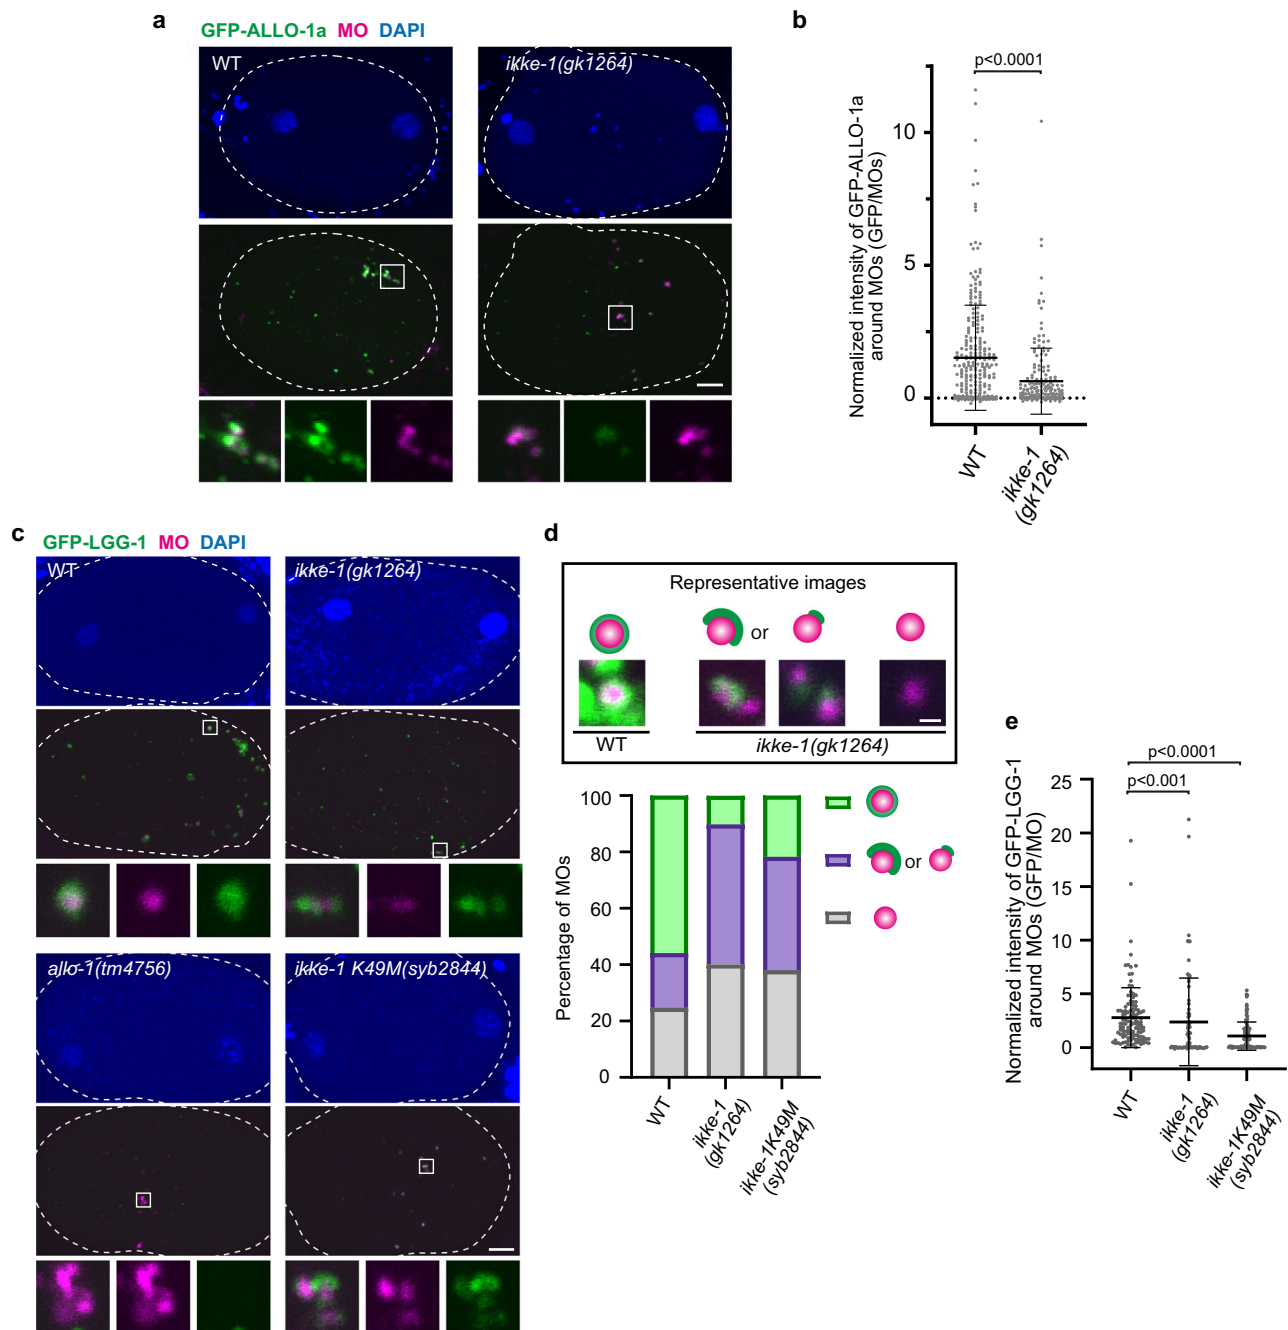 a
GFP-ALLO-1a MO DAPI
WT
ikke-1(gk1264)
b
p<0.0001
Normalized intensity of GFP-ALLO-1a
around MOs (GFP/MOs)
10
5
0
WT
ikke-1
(gk1264)
c
GFP-LGG-1 MO DAPI
WT
ikke-1(gk1264)
allo-1(tm4756)
ikke-1 K49M(syb2844)
d
Representative images
or
WT
ikke-1(gk1264)
Percentage of MOs
100
80
60
40
20
0
or
WT
ikke-1
(gk1264)
ikke-1K49M
(syb2844)
e
p<0.0001
p<0.001
Normalized intensity of GFP-LGG-1
around MOs (GFP/MO)
25
20
15
10
5
0
WT
ikke-1
(gk1264)
ikke-1K49M
(syb2844)